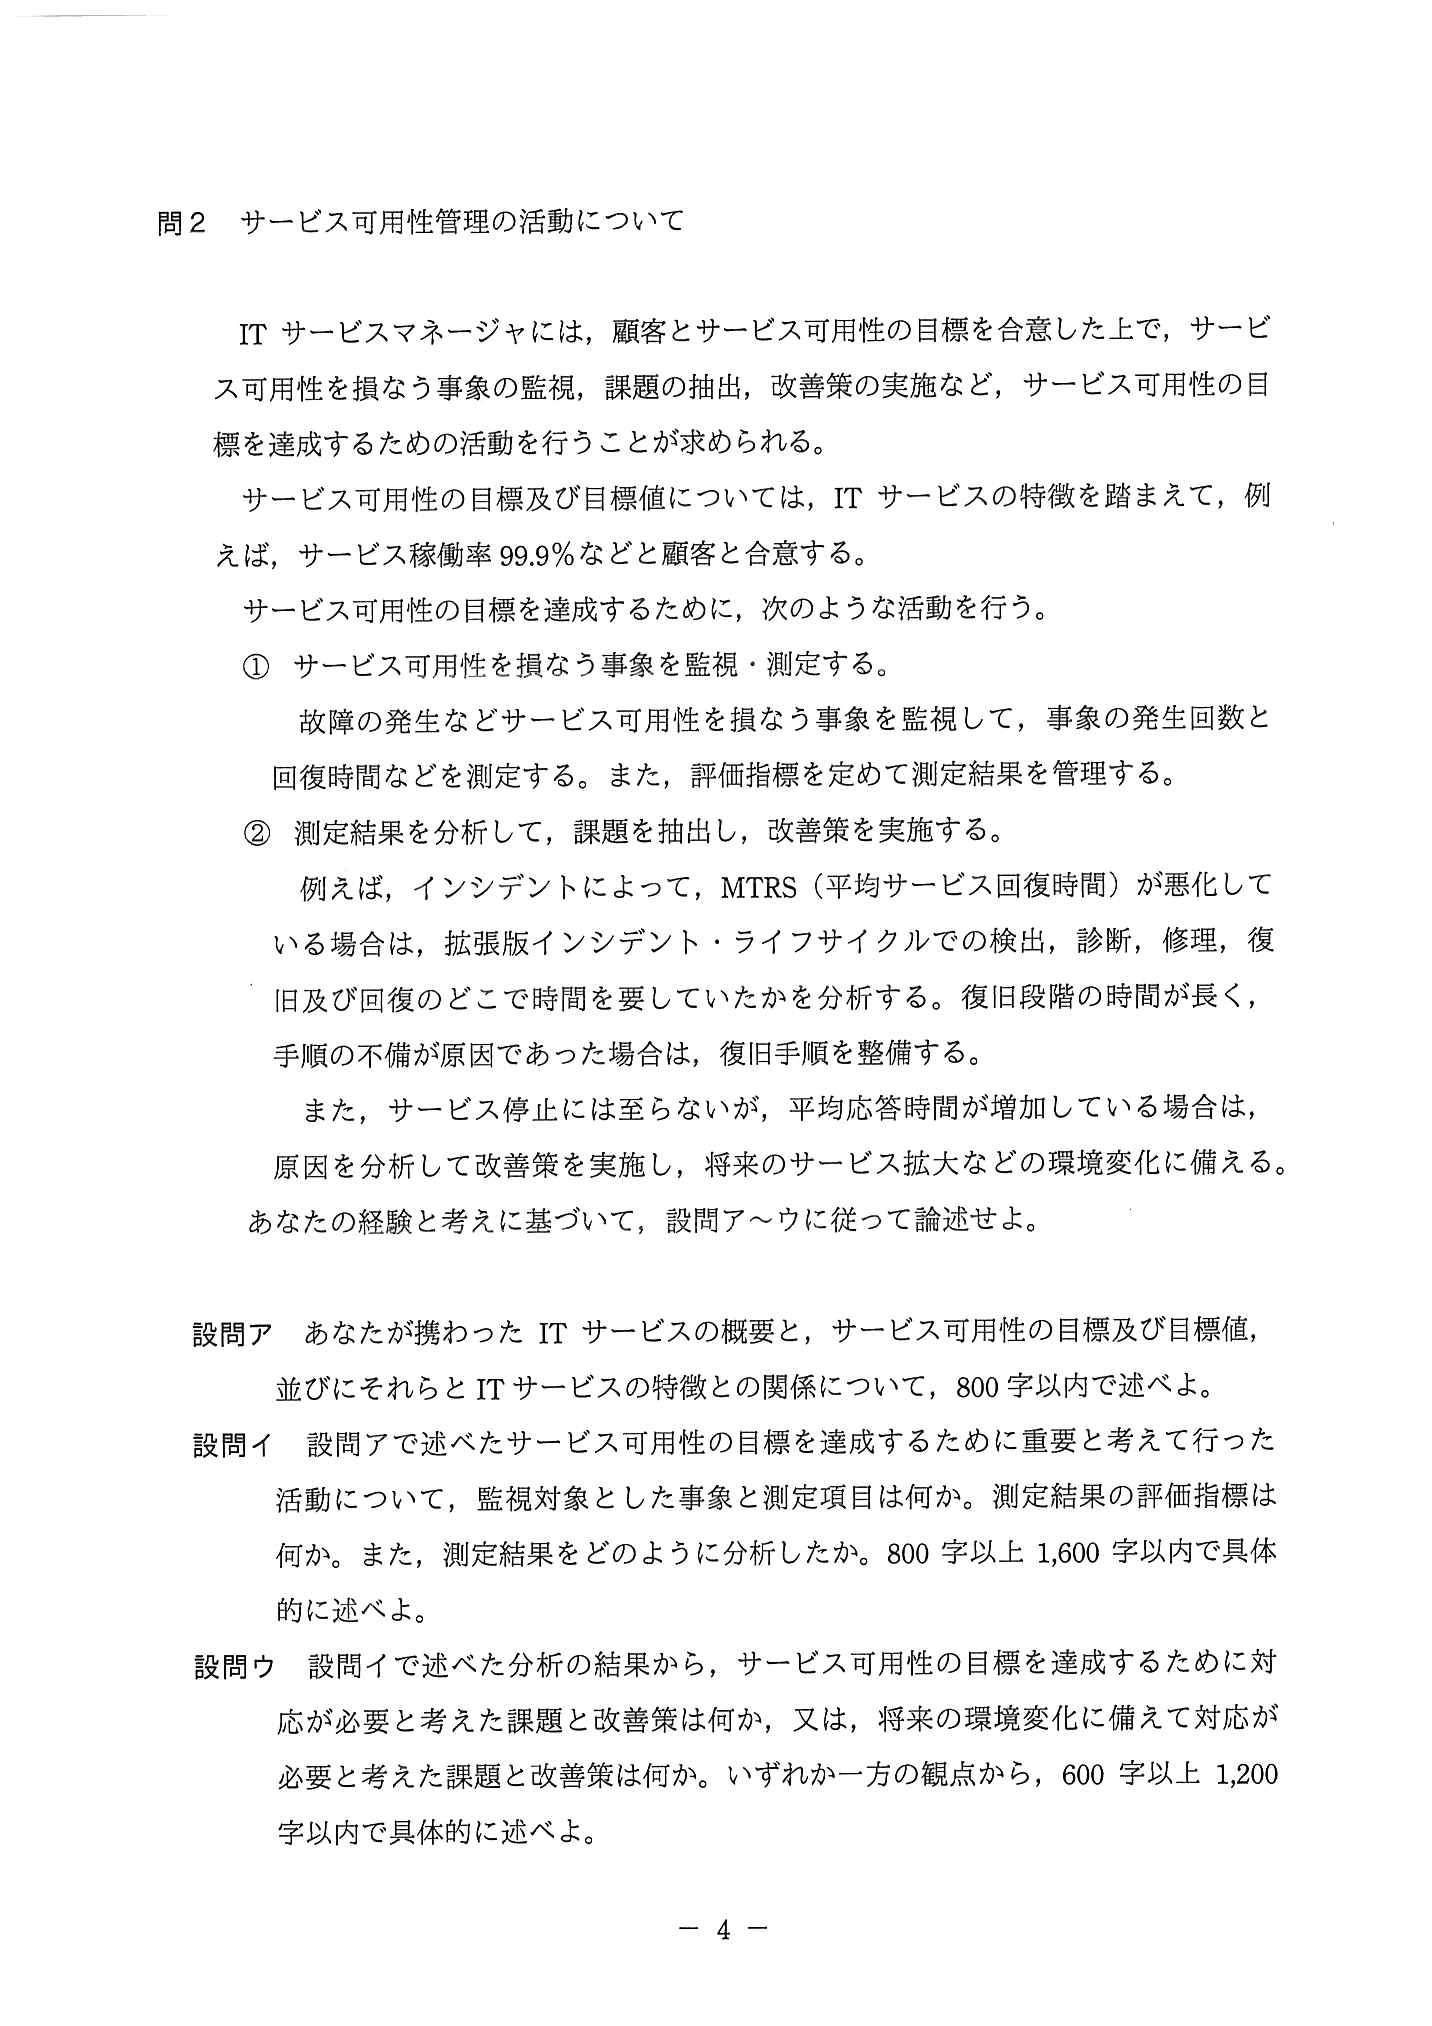 問2 サービス可用性管理の活動について
IT サービスマネージャには，顧客とサービス可用性の目標を合意した上で，サービ
ス可用性を損なう事象の監視，課題の抽出，改善策の実施など，サービス可用性の目
標を達成するための活動を行うことが求められる。
サービス可用性の目標及び目標値については，IT サービスの特徴を踏まえて，例
えば，サービス稼働率 99.9％などと顧客と合意する。
サービス可用性の目標を達成するために，次のような活動を行う。
① サービス可用性を損なう事象を監視・測定する。
故障の発生などサービス可用性を損なう事象を監視して，事象の発生回数と
回復時間などを測定する。また，評価指標を定めて測定結果を管理する。
② 測定結果を分析して，課題を抽出し，改善策を実施する。
例えば，インシデントによって，MTRS（平均サービス回復時間）が悪化して
いる場合は，拡張版インシデント・ライフサイクルでの検出，診断，修理，復
旧及び回復のどこで時間を要していたかを分析する。復旧段階の時間が長く，
手順の不備が原因であった場合は，復旧手順を整備する。
また，サービス停止には至らないが，平均応答時間が増加している場合は，
原因を分析して改善策を実施し，将来のサービス拡大などの環境変化に備える。
あなたの経験と考えに基づいて，設問ア～ウに従って論述せよ。
設問ア あなたが携わった IT サービスの概要と，サービス可用性の目標及び目標値，
並びにそれらと IT サービスの特徴との関係について，800 字以内で述べよ。
設問イ 設問アで述べたサービス可用性の目標を達成するために重要と考えて行った
活動について，監視対象とした事象と測定項目は何か。測定結果の評価指標は
何か。また，測定結果をどのように分析したか。800 字以上 1,600 字以内で具体
的に述べよ。
設問ウ 設問イで述べた分析の結果から，サービス可用性の目標を達成するために対
応が必要と考えた課題と改善策は何か，又は，将来の環境変化に備えて対応が
必要と考えた課題と改善策は何か。いずれか一方の観点から，600 字以上 1,200
字以内で具体的に述べよ。
－ 4 －